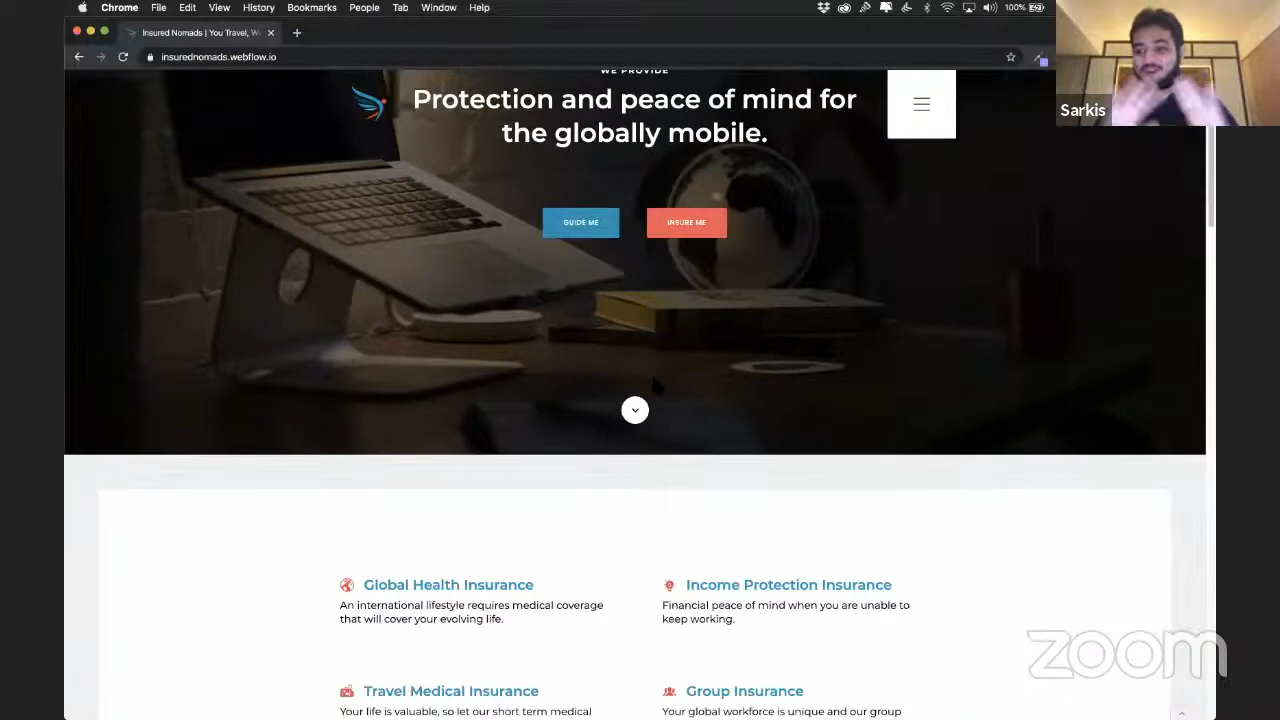 Chrome File Edit View History Bookmarks People Tab Window Help 100%
Insured Nomads | You Travel, W
insurednomads.webflow.io
Sarkis
WE PROVIDE
Protection and peace of mind for
the globally mobile.
GUIDE ME INSURE ME
Global Health Insurance
An international lifestyle requires medical coverage
that will cover your evolving life.
Income Protection Insurance
Financial peace of mind when you are unable to
keep working.
Travel Medical Insurance
Your life is valuable, so let our short term medical
Group Insurance
Your global workforce is unique and our group
zoom